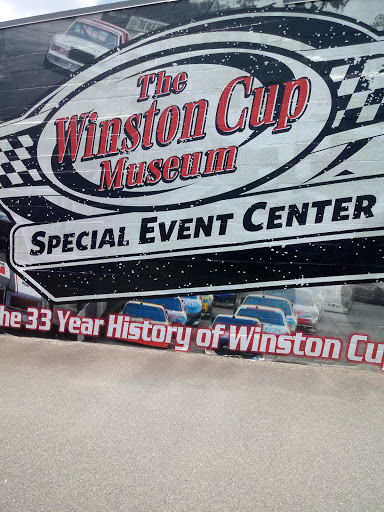 The
Winston Cup
Museum
SPECIAL EVENT CENTER
he 33 Year History of Winston Cu